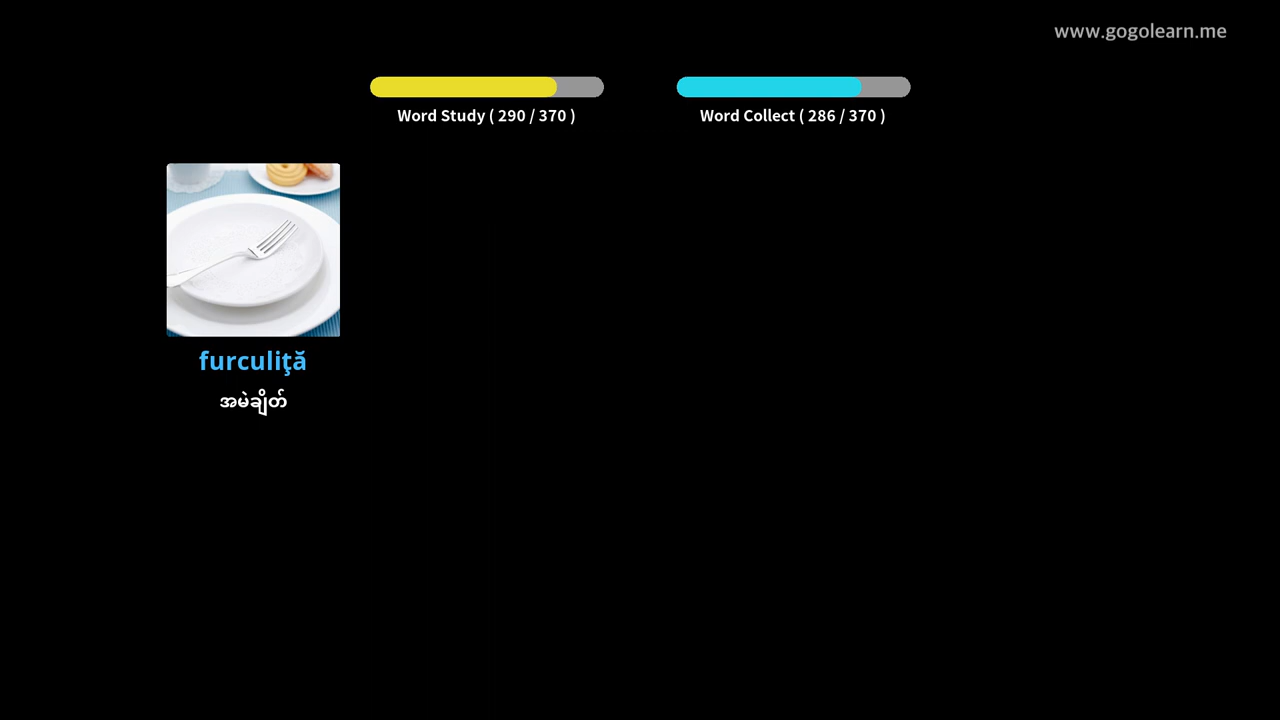 www.gogolearn.me
Word Study ( 290 / 370 )
Word Collect ( 286 / 370 )
furculiţă
အမဲချိတ်